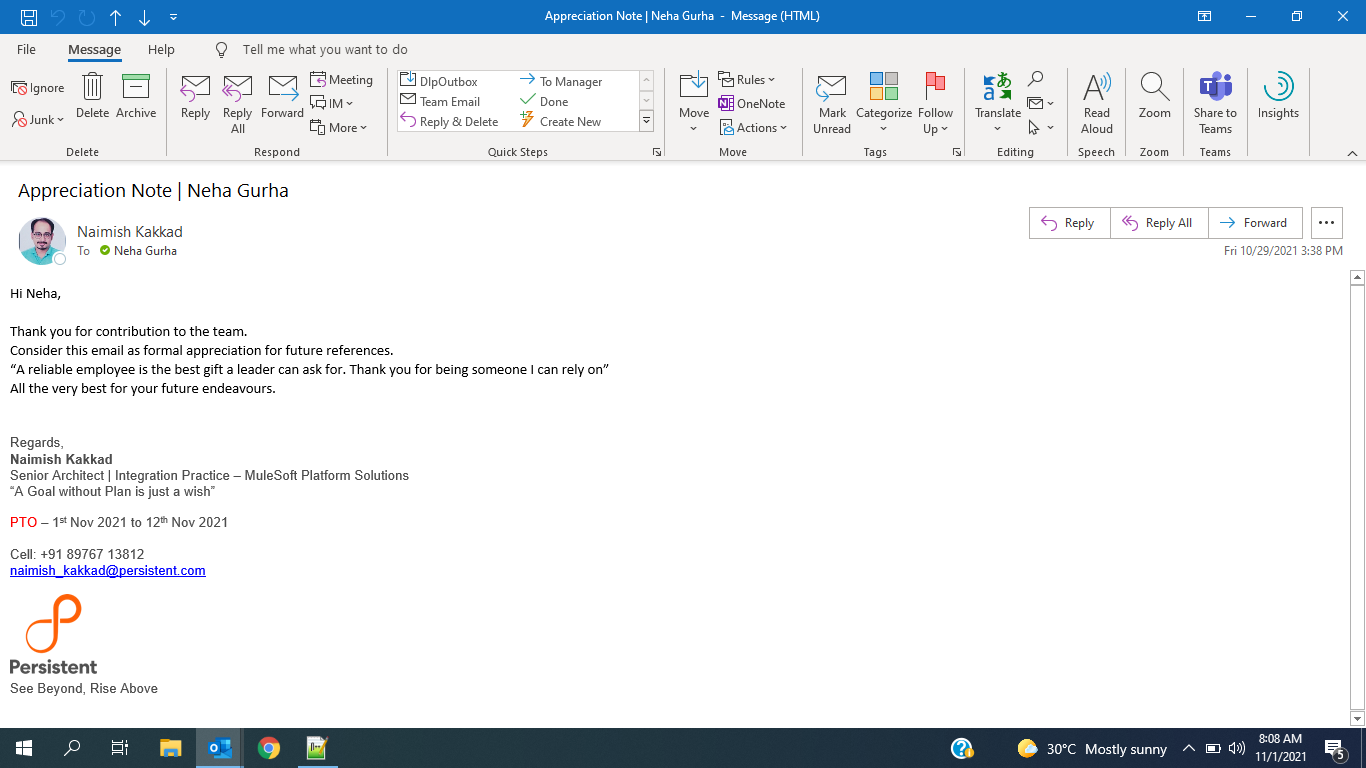 Appreciation Note | Neha Gurha - Message (HTML)
File Message Help Tell me what you want to do
Ignore
Junk
Delete
Archive
Delete
Reply
Reply All
Forward
Meeting
IM
More
Respond
DlpOutbox
To Manager
Team Email
Done
Reply & Delete
Create New
Quick Steps
Move
Rules
OneNote
Actions
Move
Mark Unread
Categorize
Follow Up
Tags
Translate
Editing
Read Aloud
Speech
Zoom
Zoom
Share to Teams
Teams
Insights
Appreciation Note | Neha Gurha
Naimish Kakkad
To Neha Gurha
Reply Reply All Forward
Fri 10/29/2021 3:38 PM
Hi Neha,
Thank you for contribution to the team.
Consider this email as formal appreciation for future references.
“A reliable employee is the best gift a leader can ask for. Thank you for being someone I can rely on”
All the very best for your future endeavours.
Regards,
Naimish Kakkad
Senior Architect | Integration Practice – MuleSoft Platform Solutions
“A Goal without Plan is just a wish”
PTO – 1st Nov 2021 to 12th Nov 2021
Cell: +91 89767 13812
naimish_kakkad@persistent.com
Persistent
See Beyond, Rise Above
30°C Mostly sunny
8:08 AM
11/1/2021
5